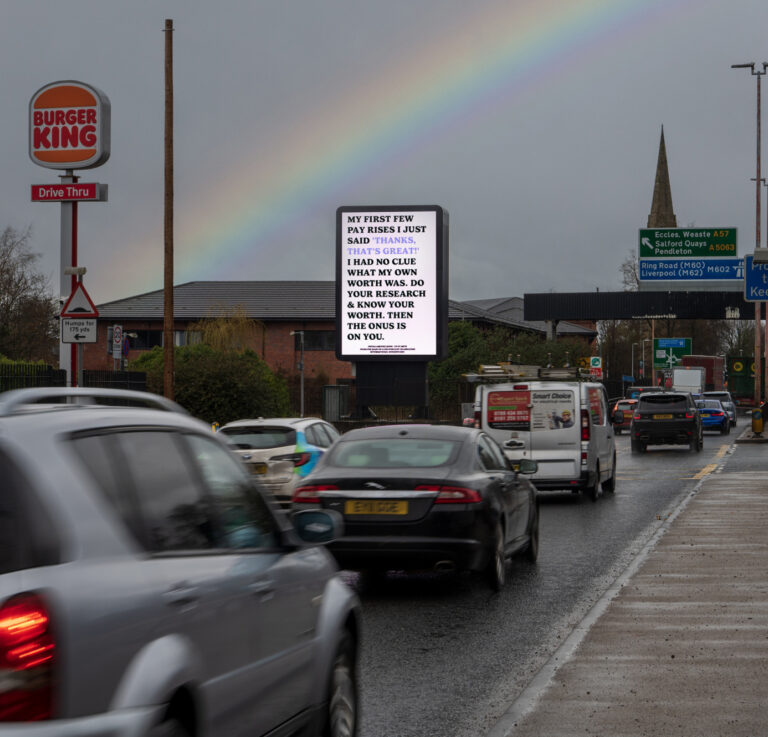 BURGER
KING
Drive Thru
Humps for
175 yds
MY FIRST FEW
PAY RISES I JUST
SAID 'THANKS,
THAT'S GREAT!'
I HAD NO CLUE
WHAT MY OWN
WORTH WAS. DO
YOUR RESEARCH
& KNOW YOUR
WORTH. THEN
THE ONUS IS
ON YOU.
Eccles, Weaste A57
Salford Quays
Pendleton A5063
Ring Road (M60)
Liverpool (M62) M602
Smart Choice